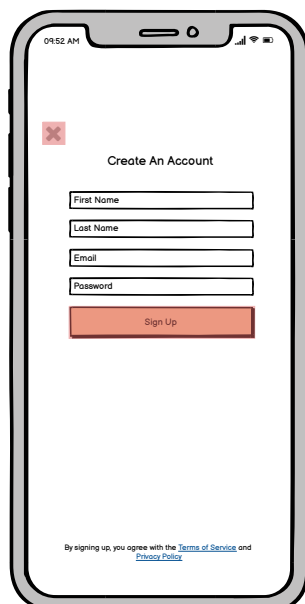 09:52 AM
Create An Account
First Name
Last Name
Email
Password
Sign Up
By signing up, you agree with the Terms of Service and
Privacy Policy